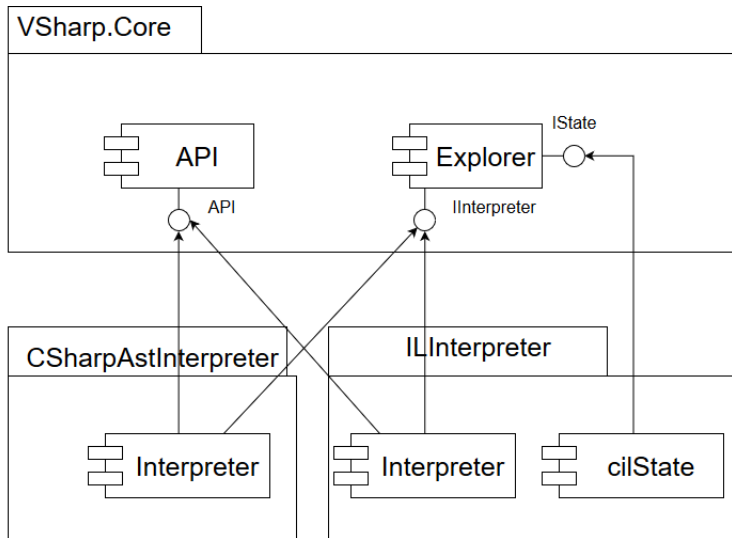 VSharp.Core
IState
API
Explorer
API
IInterpreter
CSharpAstInterpreter
ILInterpreter
Interpreter
Interpreter
cilState